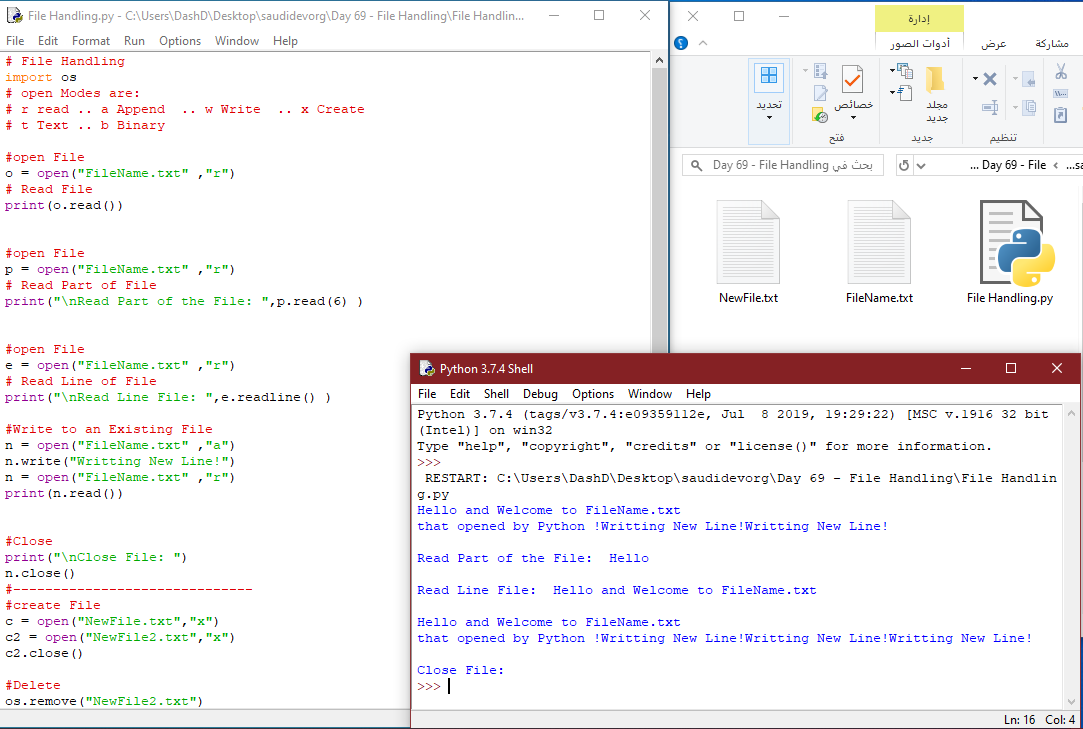 File Handling.py - C:\Users\DashD\Desktop\saudidevorg\Day 69 - File Handling\File Handlin...
File Edit Format Run Options Window Help
# File Handling
import os
# open Modes are:
# r read .. a Append  .. w Write  .. x Create
# t Text .. b Binary
#open File
o = open("FileName.txt" ,"r")
# Read File
print(o.read())
#open File
p = open("FileName.txt" ,"r")
# Read Part of File
print("\nRead Part of the File: ",p.read(6) )
#open File
e = open("FileName.txt" ,"r")
# Read Line of File
print("\nRead Line File: ",e.readline() )
#Write to an Existing File
n = open("FileName.txt" ,"a")
n.write("Writting New Line!")
n = open("FileName.txt" ,"r")
print(n.read())
#Close
print("\nClose File: ")
n.close()
#------------------------------
#create File
c = open("NewFile.txt","x")
c2 = open("NewFile2.txt","x")
c2.close()
#Delete
os.remove("NewFile2.txt")
إدارة
مشاركة عرض أدوات الصور
تحديد
خصائص
فتح
مجلد جديد
جديد
تنظيم
بحث في Day 69 - File Handling
... Day 69 - File ‹ ...sa
NewFile.txt
FileName.txt
File Handling.py
Python 3.7.4 Shell
File Edit Shell Debug Options Window Help
Python 3.7.4 (tags/v3.7.4:e09359112e, Jul  8 2019, 19:29:22) [MSC v.1916 32 bit
(Intel)] on win32
Type "help", "copyright", "credits" or "license()" for more information.
>>>
 RESTART: C:\Users\DashD\Desktop\saudidevorg\Day 69 - File Handling\File Handlin
g.py
Hello and Welcome to FileName.txt
that opened by Python !Writting New Line!Writting New Line!
Read Part of the File:  Hello
Read Line File:  Hello and Welcome to FileName.txt
Hello and Welcome to FileName.txt
that opened by Python !Writting New Line!Writting New Line!Writting New Line!
Close File:
>>>
Ln: 16 Col: 4